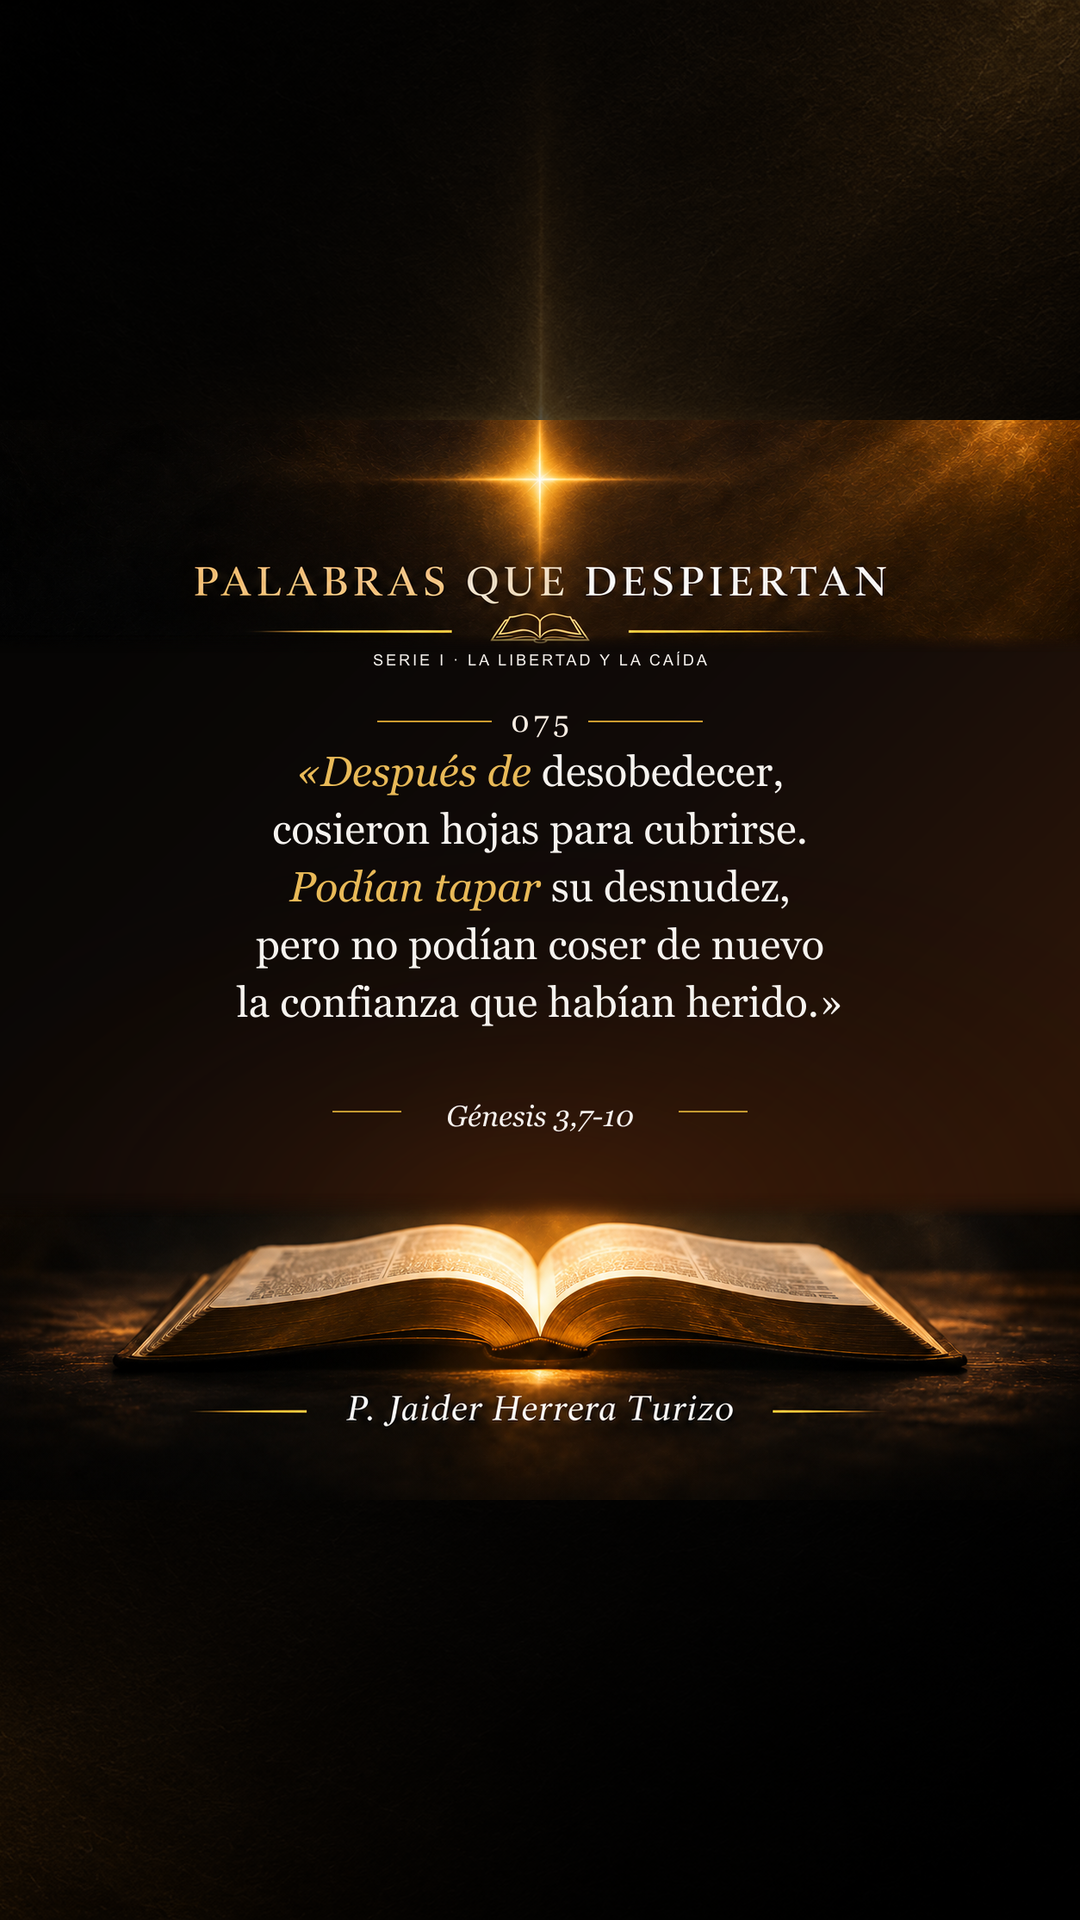 PALABRAS QUE DESPIERTAN
SERIE I · LA LIBERTAD Y LA CAÍDA
075
«Después de desobedecer,
cosieron hojas para cubrirse.
Podían tapar su desnudez,
pero no podían coser de nuevo
la confianza que habían herido.»
Génesis 3,7-10
P. Jaider Herrera Turizo